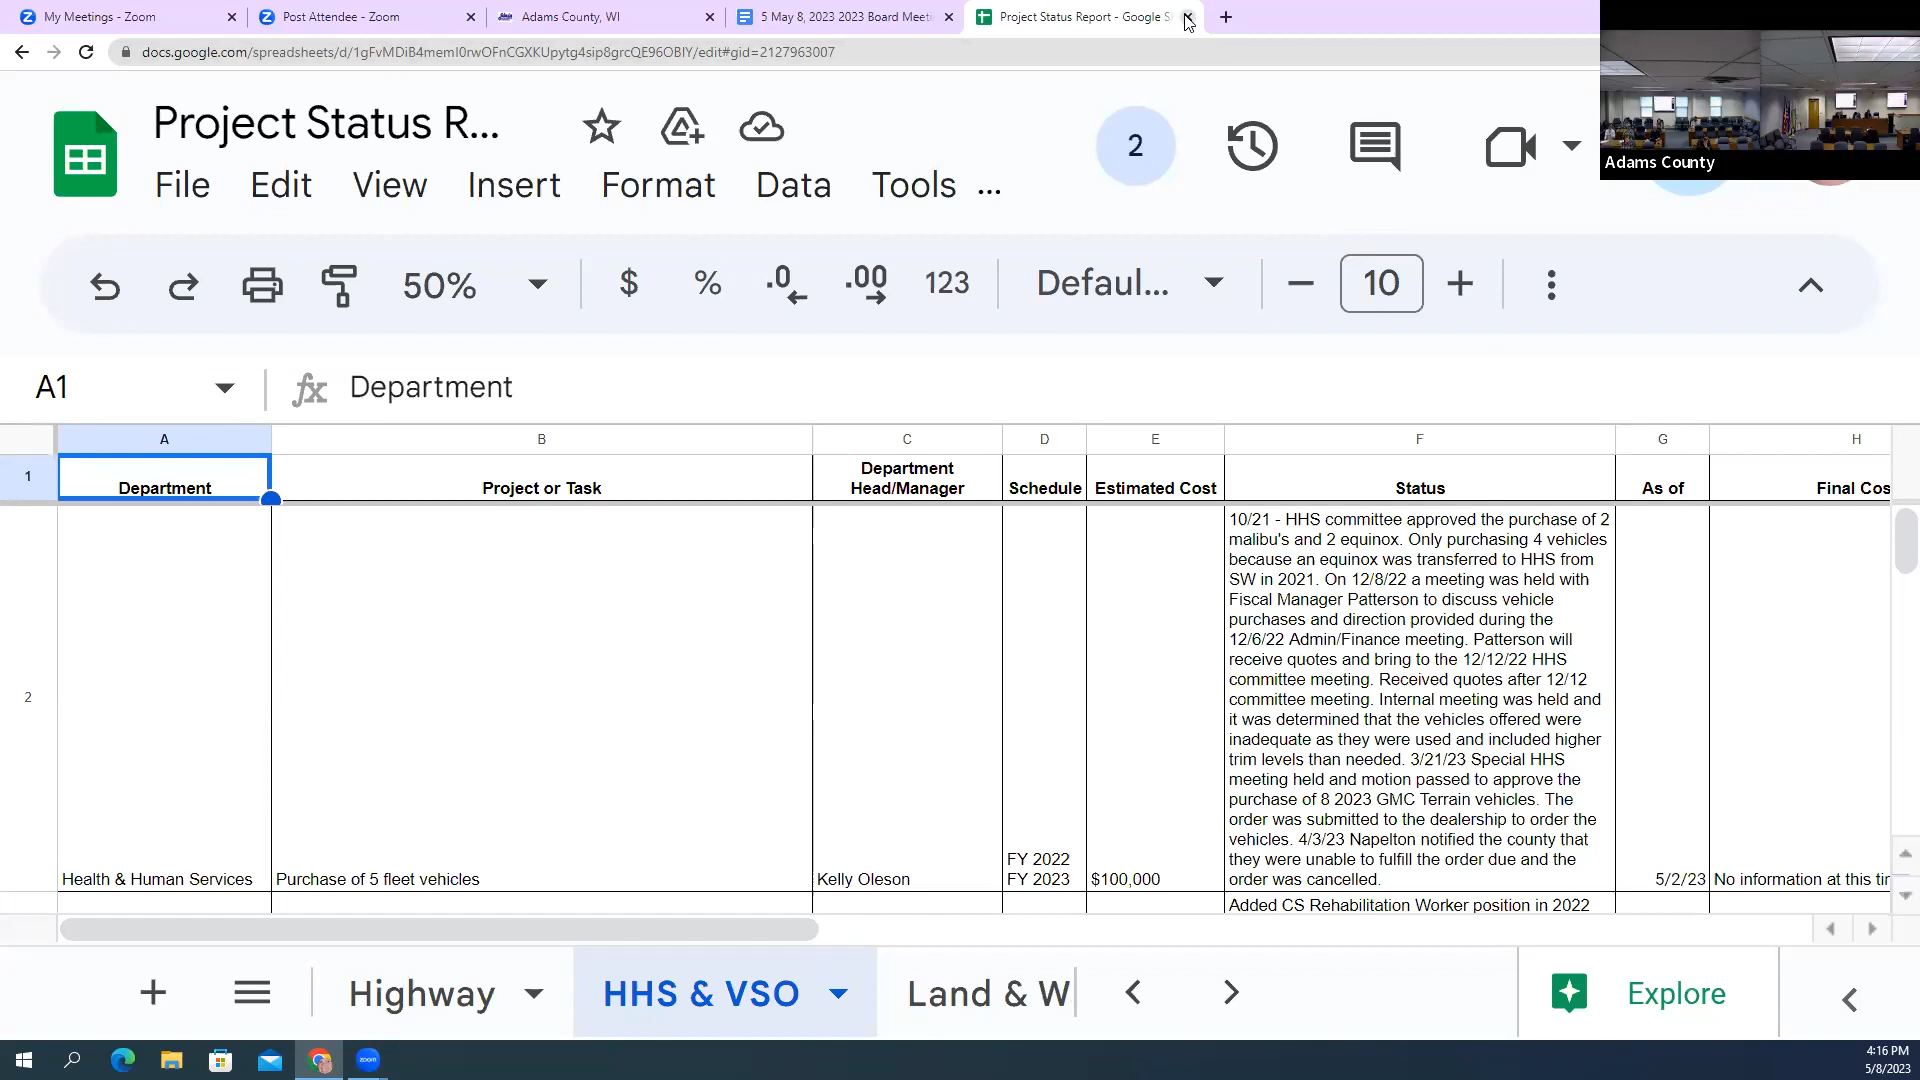 My Meetings - Zoom
Post Attendee - Zoom
Adams County, WI
5 May 8, 2023 2023 Board Meeti
Project Status Report - Google S
docs.google.com/spreadsheets/d/1gFvMDiB4memI0rwOFnCGXKUpytg4sip8grcQE96OBIY/edit#gid=2127963007
Project Status R...
2
Adams County
File Edit View Insert Format Data Tools ...
50% $ % .0 .00 123 Defaul... 10
A1 Department
A B C D E F G H
1
Department
Project or Task
Department
Head/Manager
Schedule
Estimated Cost
Status
As of
Final Cos
2
Health & Human Services
Purchase of 5 fleet vehicles
Kelly Oleson
FY 2022
FY 2023
$100,000
10/21 - HHS committee approved the purchase of 2
malibu's and 2 equinox. Only purchasing 4 vehicles
because an equinox was transferred to HHS from
SW in 2021. On 12/8/22 a meeting was held with
Fiscal Manager Patterson to discuss vehicle
purchases and direction provided during the
12/6/22 Admin/Finance meeting. Patterson will
receive quotes and bring to the 12/12/22 HHS
committee meeting. Received quotes after 12/12
committee meeting. Internal meeting was held and
it was determined that the vehicles offered were
inadequate as they were used and included higher
trim levels than needed. 3/21/23 Special HHS
meeting held and motion passed to approve the
purchase of 8 2023 GMC Terrain vehicles. The
order was submitted to the dealership to order the
vehicles. 4/3/23 Napelton notified the county that
they were unable to fulfill the order due and the
order was cancelled.
5/2/23
No information at this tin
Added CS Rehabilitation Worker position in 2022
Highway
HHS & VSO
Land & W
Explore
zoom
4:16 PM
5/8/2023